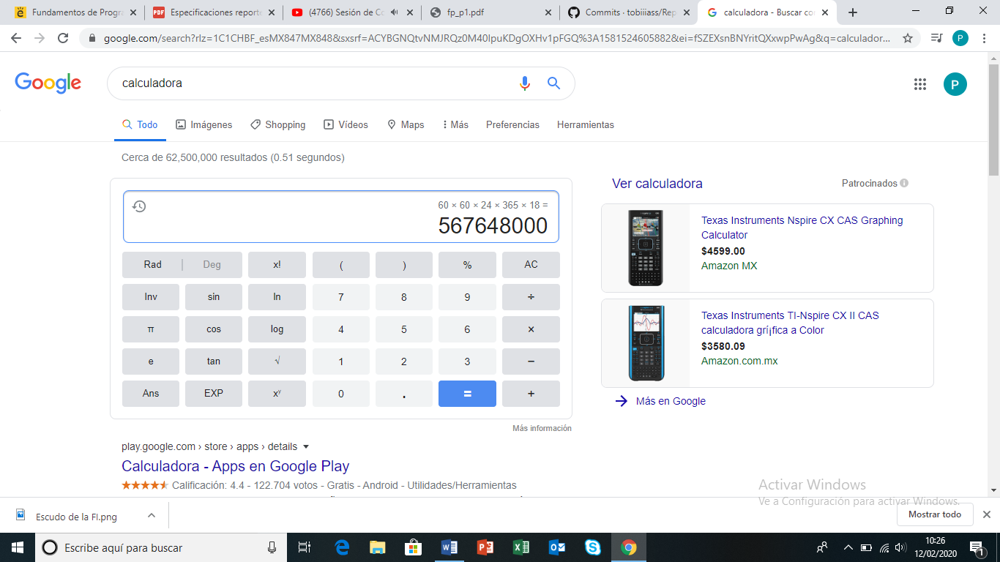 Fundamentos de Progra
Especificaciones reporte
(4766) Sesión de Co
fp_p1.pdf
Commits · tobiiiass/Rep
calculadora - Buscar co
google.com/search?rlz=1C1CHBF_esMX847MX848&sxsrf=ACYBGNQtvNMJRQz0M40IpuKDgOXHv1pFGQ%3A1581524605882&ei=fSZEXsnBNYritQXxwpPwAg&q=calculador...
P
Google
calculadora
P
Todo
Imágenes
Shopping
Vídeos
Maps
Más
Preferencias
Herramientas
Cerca de 62,500,000 resultados (0.51 segundos)
60 × 60 × 24 × 365 × 18 =
567648000
Rad | Deg x! ( ) % AC
Inv sin ln 7 8 9 ÷
π cos log 4 5 6 ×
e tan √ 1 2 3 −
Ans EXP xʸ 0 . = +
Más información
Ver calculadora
Patrocinados
Texas Instruments Nspire CX CAS Graphing
Calculator
$4599.00
Amazon MX
Texas Instruments TI-Nspire CX II CAS
calculadora grí¡fica a Color
$3580.09
Amazon.com.mx
Más en Google
play.google.com › store › apps › details
Calculadora - Apps en Google Play
Calificación: 4.4 - 122.704 votos - Gratis - Android - Utilidades/Herramientas
Activar Windows
Ve a Configuración para activar Windows.
Escudo de la FI.png
Mostrar todo
Escribe aquí para buscar
10:26
12/02/2020
1